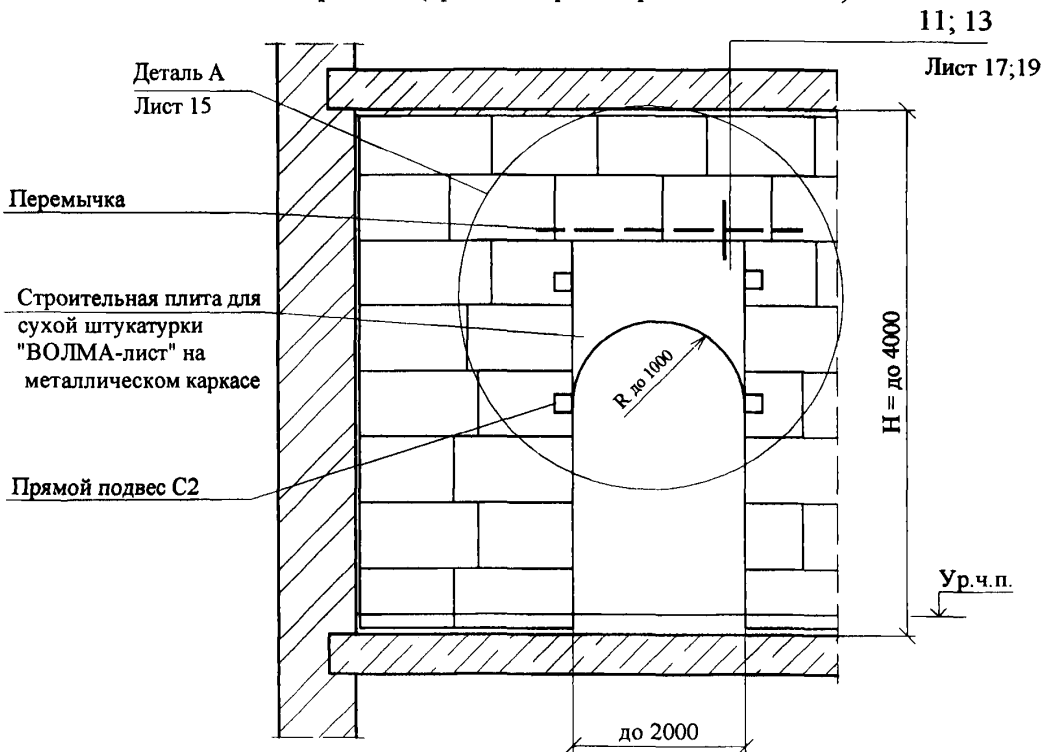 11; 13
Лист 17;19
Деталь А
Лист 15
Перемычка
Строительная плита для
сухой штукатурки
"ВОЛМА-лист" на
металлическом каркасе
R до 1000
H = до 4000
Прямой подвес С2
Ур.ч.п.
до 2000